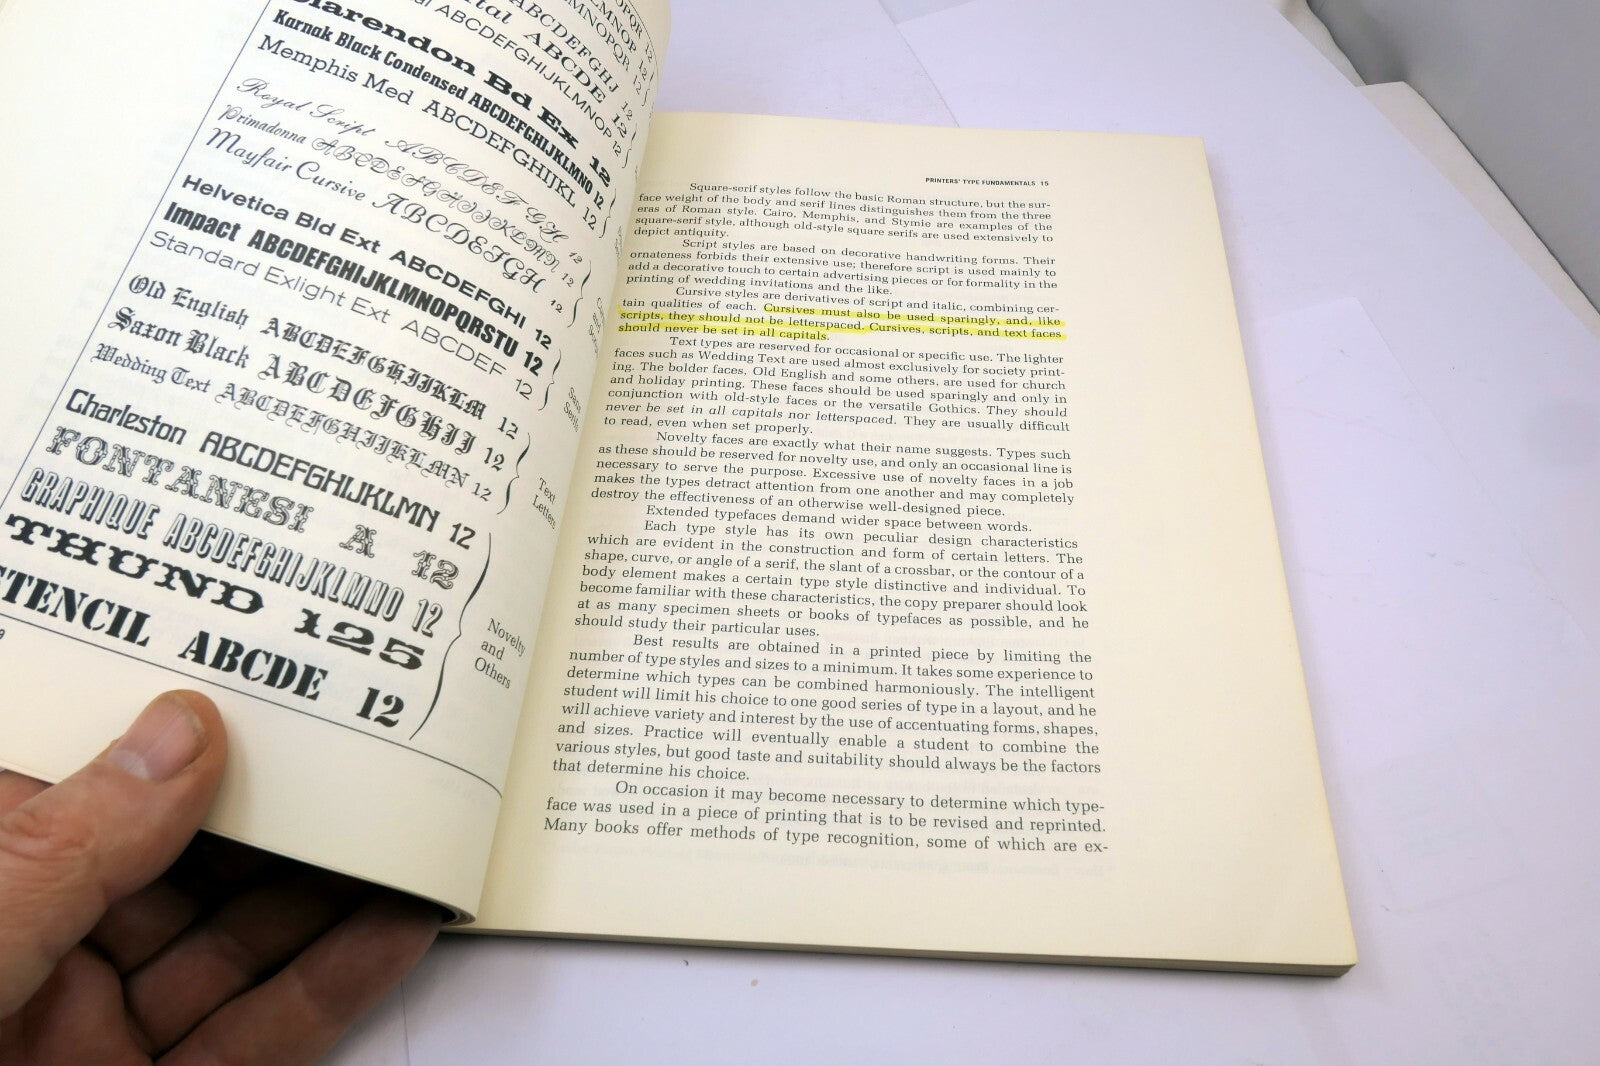 OPQR 12
LMNOP 12
ABCDEFGHIJ
ital ABCDE 12
al ABCDEFGHIJKLMNOP 12
Clarendon Bd Ex 12
Karnak Black Condensed ABCDEFGHIJKLMNO 12
Memphis Med ABCDEFGHIJKL 12
Royal Script ABCDEFGH 12
Primadonna ABCDEFGHIJKLMN 12
Mayfair Cursive ABCDEFGH 12
Helvetica Bld Ext ABCDEFGHI 12
Impact ABCDEFGHIJKLMNOPQRSTU 12
Standard Exlight Ext ABCDEF 12
Sans
Serifs
Old English ABCDEFGHIJKLM 12
Saxon Black ABCDEFGHIJ 12
Wedding Text ABCDEFGHIJKLMN 12
Text
Letters
Charleston ABCDEFGHIJKLMN 12
FONTANESI A 12
GRAPHIQUE ABCDEFGHIJKLMNO 12
THUND 125
STENCIL ABCDE 12
Novelty
and
Others
PRINTERS' TYPE FUNDAMENTALS 15
Square-serif styles follow the basic Roman structure, but the sur-
face weight of the body and serif lines distinguishes them from the three
eras of Roman style. Cairo, Memphis, and Stymie are examples of the
square-serif style, although old-style square serifs are used extensively to
depict antiquity.
Script styles are based on decorative handwriting forms. Their
ornateness forbids their extensive use; therefore script is used mainly to
add a decorative touch to certain advertising pieces or for formality in the
printing of wedding invitations and the like.
Cursive styles are derivatives of script and italic, combining cer-
tain qualities of each. Cursives must also be used sparingly, and, like
scripts, they should not be letterspaced. Cursives, scripts, and text faces
should never be set in all capitals.
Text types are reserved for occasional or specific use. The lighter
faces such as Wedding Text are used almost exclusively for society print-
ing. The bolder faces, Old English and some others, are used for church
and holiday printing. These faces should be used sparingly and only in
conjunction with old-style faces or the versatile Gothics. They should
never be set in all capitals nor letterspaced. They are usually difficult
to read, even when set properly.
Novelty faces are exactly what their name suggests. Types such
as these should be reserved for novelty use, and only an occasional line is
necessary to serve the purpose. Excessive use of novelty faces in a job
makes the types detract attention from one another and may completely
destroy the effectiveness of an otherwise well-designed piece.
Extended typefaces demand wider space between words.
Each type style has its own peculiar design characteristics
which are evident in the construction and form of certain letters. The
shape, curve, or angle of a serif, the slant of a crossbar, or the contour of a
body element makes a certain type style distinctive and individual. To
become familiar with these characteristics, the copy preparer should look
at as many specimen sheets or books of typefaces as possible, and he
should study their particular uses.
Best results are obtained in a printed piece by limiting the
number of type styles and sizes to a minimum. It takes some experience to
determine which types can be combined harmoniously. The intelligent
student will limit his choice to one good series of type in a layout, and he
will achieve variety and interest by the use of accentuating forms, shapes,
and sizes. Practice will eventually enable a student to combine the
various styles, but good taste and suitability should always be the factors
that determine his choice.
On occasion it may become necessary to determine which type-
face was used in a piece of printing that is to be revised and reprinted.
Many books offer methods of type recognition, some of which are ex-